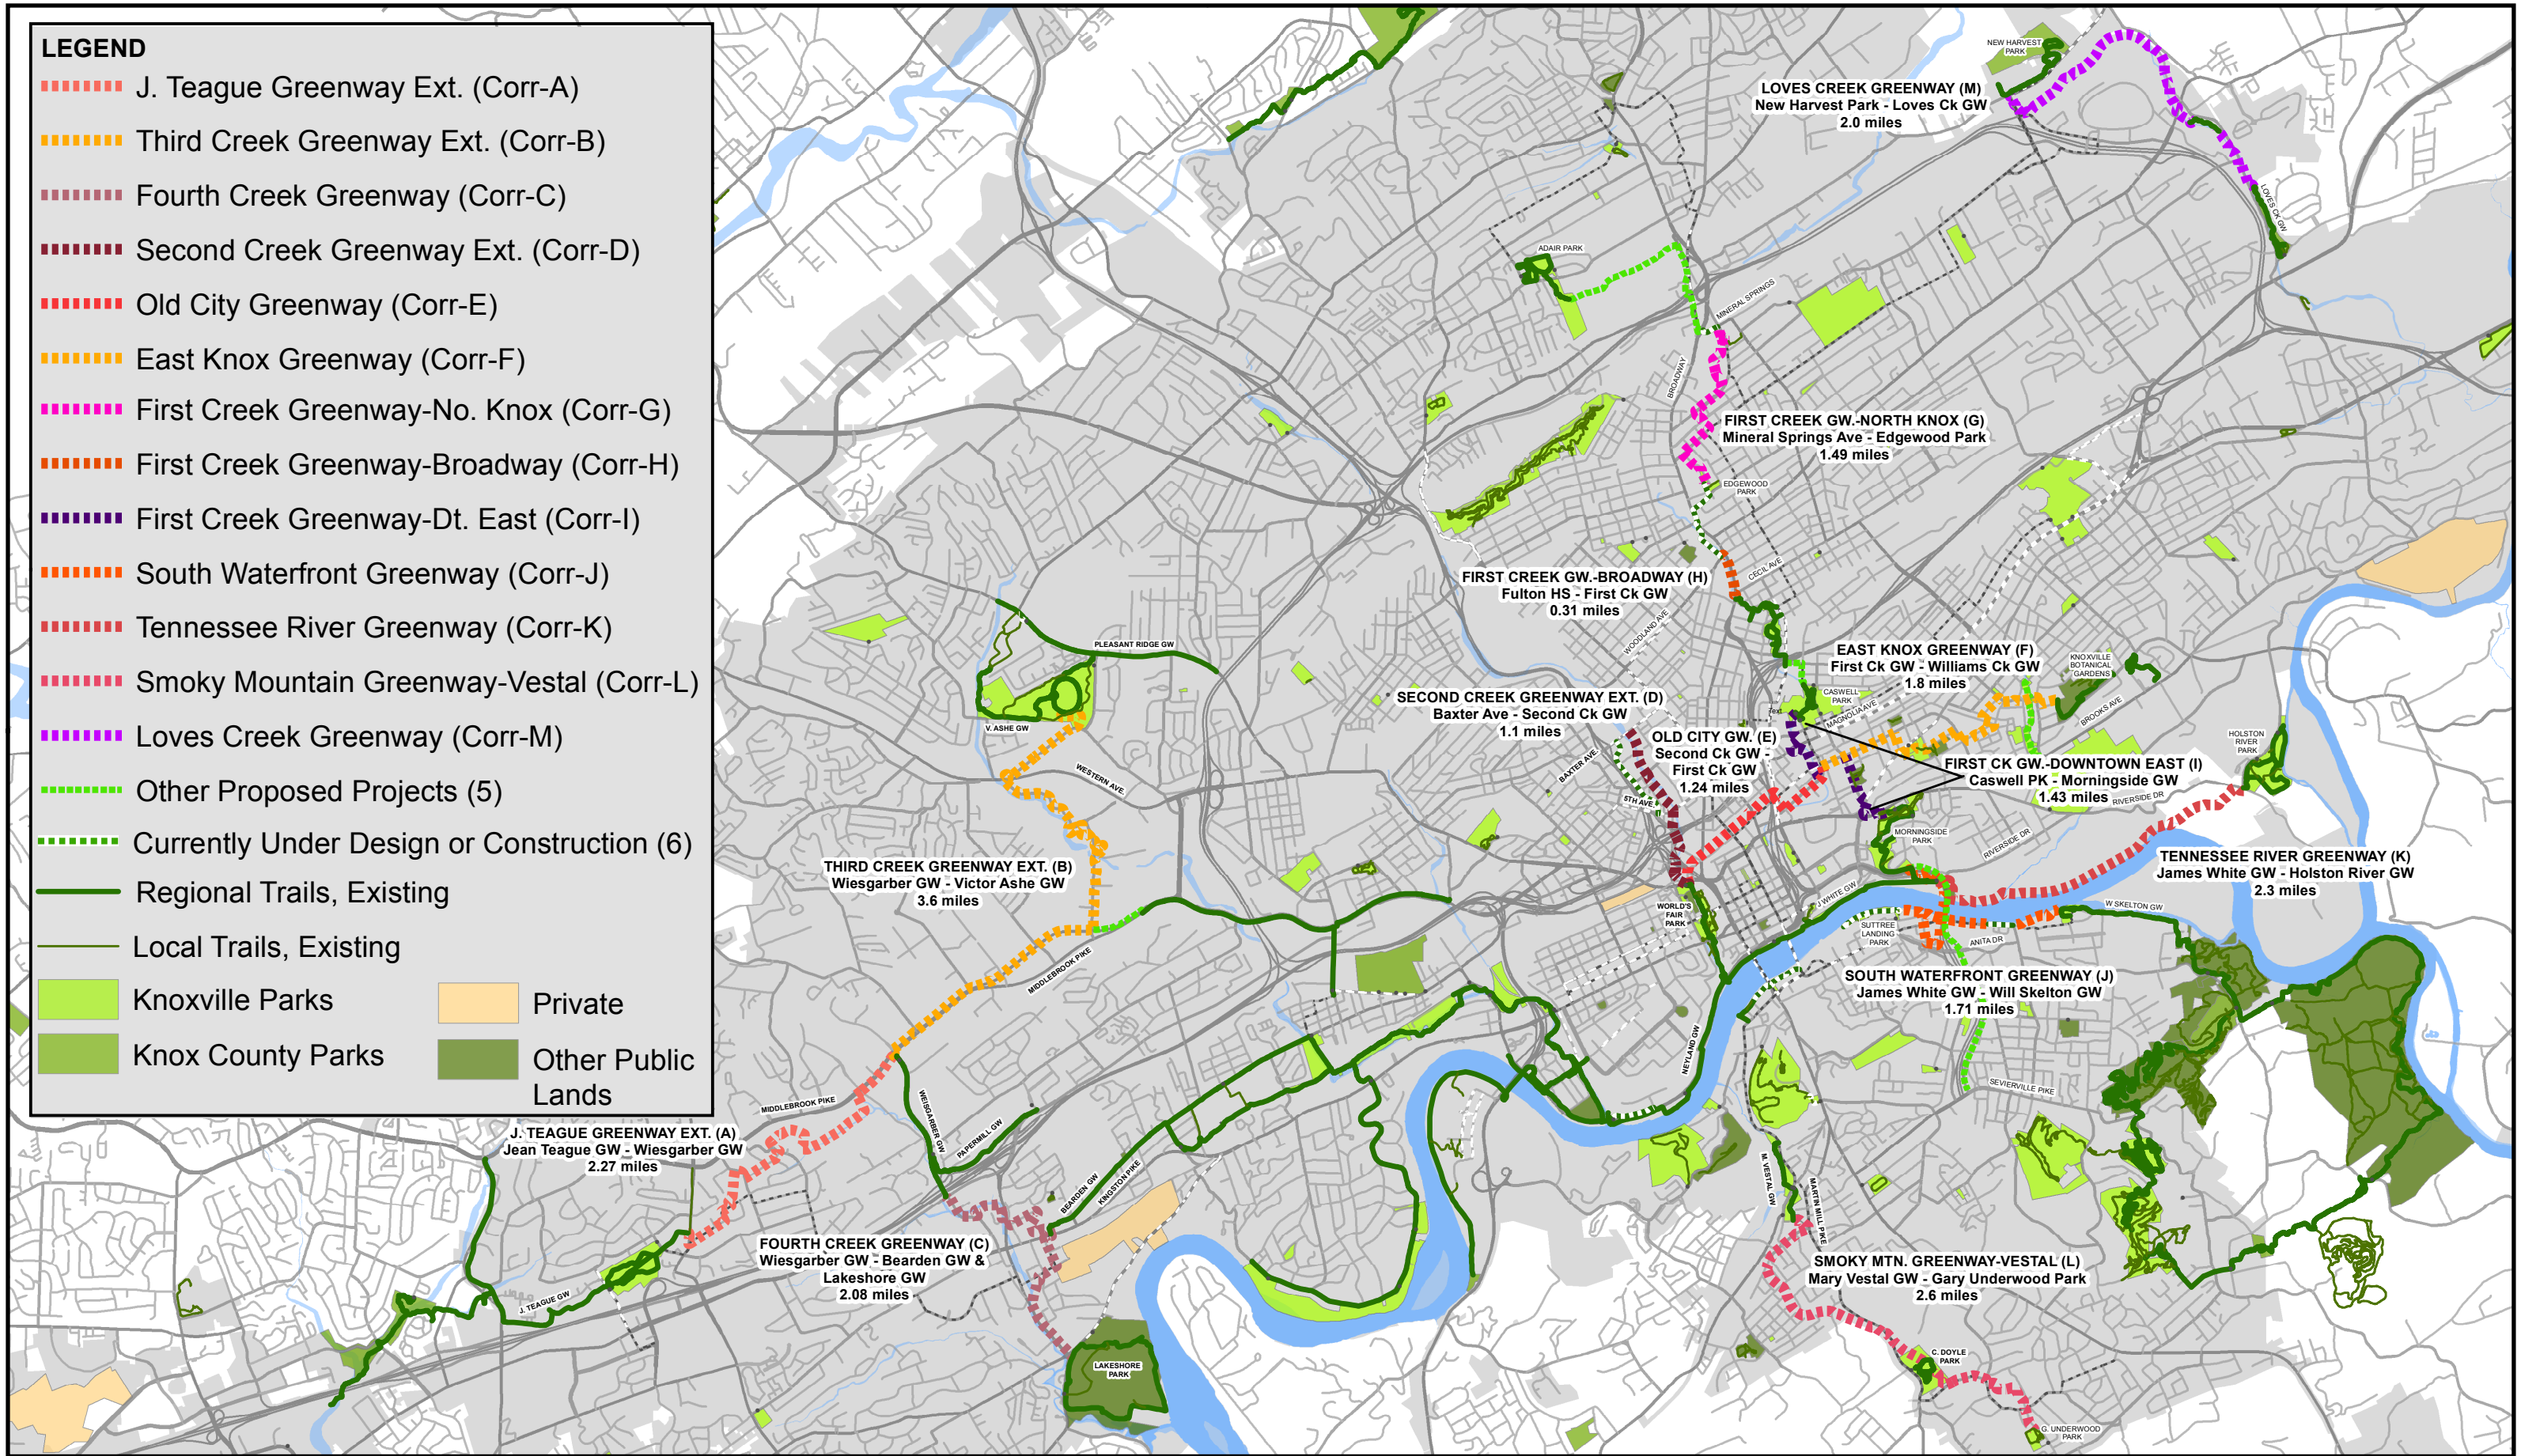 LEGEND
J. Teague Greenway Ext. (Corr-A)
Third Creek Greenway Ext. (Corr-B)
Fourth Creek Greenway (Corr-C)
Second Creek Greenway Ext. (Corr-D)
Old City Greenway (Corr-E)
East Knox Greenway (Corr-F)
First Creek Greenway-No. Knox (Corr-G)
First Creek Greenway-Broadway (Corr-H)
First Creek Greenway-Dt. East (Corr-I)
South Waterfront Greenway (Corr-J)
Tennessee River Greenway (Corr-K)
Smoky Mountain Greenway-Vestal (Corr-L)
Loves Creek Greenway (Corr-M)
Other Proposed Projects (5)
Currently Under Design or Construction (6)
Regional Trails, Existing
Local Trails, Existing
Knoxville Parks
Private
Knox County Parks
Other Public
Lands
NEW HARVEST
PARK
LOVES CREEK GREENWAY (M)
New Harvest Park - Loves Ck GW
2.0 miles
LOVES CK GW
ADAIR PARK
MINERAL SPRINGS
BROADWAY
FIRST CREEK GW.-NORTH KNOX (G)
Mineral Springs Ave - Edgewood Park
1.49 miles
EDGEWOOD
PARK
CECIL AVE
FIRST CREEK GW.-BROADWAY (H)
Fulton HS - First Ck GW
0.31 miles
WOODLAND AVE
PLEASANT RIDGE GW
V. ASHE GW
WESTERN AVE.
EAST KNOX GREENWAY (F)
First Ck GW - Williams Ck GW
1.8 miles
KNOXVILLE
BOTANICAL
GARDENS
CASWELL
PARK
MAGNOLIA AVE
BROOKS AVE
Text
SECOND CREEK GREENWAY EXT. (D)
Baxter Ave - Second Ck GW
1.1 miles
BAXTER AVE.
5TH AVE.
OLD CITY GW. (E)
Second Ck GW -
First Ck GW
1.24 miles
FIRST CK GW.-DOWNTOWN EAST (I)
Caswell PK - Morningside GW
1.43 miles
HOLSTON
RIVER
PARK
RIVERSIDE DR
MORNINGSIDE
PARK
RIVERSIDE DR
THIRD CREEK GREENWAY EXT. (B)
Wiesgarber GW - Victor Ashe GW
3.6 miles
TENNESSEE RIVER GREENWAY (K)
James White GW - Holston River GW
2.3 miles
J WHITE GW
WORLD'S
FAIR
PARK
W SKELTON GW
SUTTREE
LANDING
PARK
ANITA DR
MIDDLEBROOK PIKE
SOUTH WATERFRONT GREENWAY (J)
James White GW - Will Skelton GW
1.71 miles
NEYLAND GW
SEVIERVILLE PIKE
MIDDLEBROOK PIKE
WEISGARBER GW
PAPERMILL GW
J. TEAGUE GREENWAY EXT. (A)
Jean Teague GW - Wiesgarber GW
2.27 miles
BEARDEN GW
KINGSTON PIKE
M. VESTAL GW
MARTIN MILL PIKE
FOURTH CREEK GREENWAY (C)
Wiesgarber GW - Bearden GW &
Lakeshore GW
2.08 miles
J. TEAGUE GW
SMOKY MTN. GREENWAY-VESTAL (L)
Mary Vestal GW - Gary Underwood Park
2.6 miles
LAKESHORE
PARK
C. DOYLE
PARK
G. UNDERWOOD
PARK